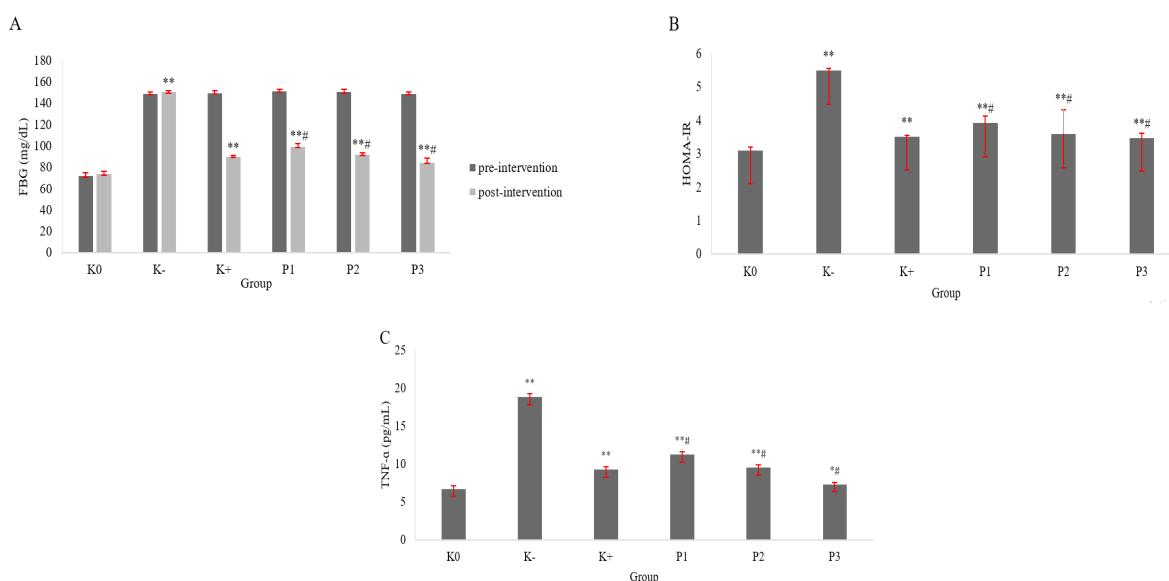 A
180
160
140
120
100
80
60
40
20
0
FBG (mg/dL)
**
**
**#
**#
**#
K0 K- K+ P1 P2 P3
Group
pre-intervention
post-intervention
B
6
5
4
3
2
1
0
HOMA-IR
**
**
**#
**#
**#
K0 K- K+ P1 P2 P3
Group
C
25
20
15
10
5
0
TNF-α (pg/mL)
**
**
**#
**#
*#
K0 K- K+ P1 P2 P3
Group